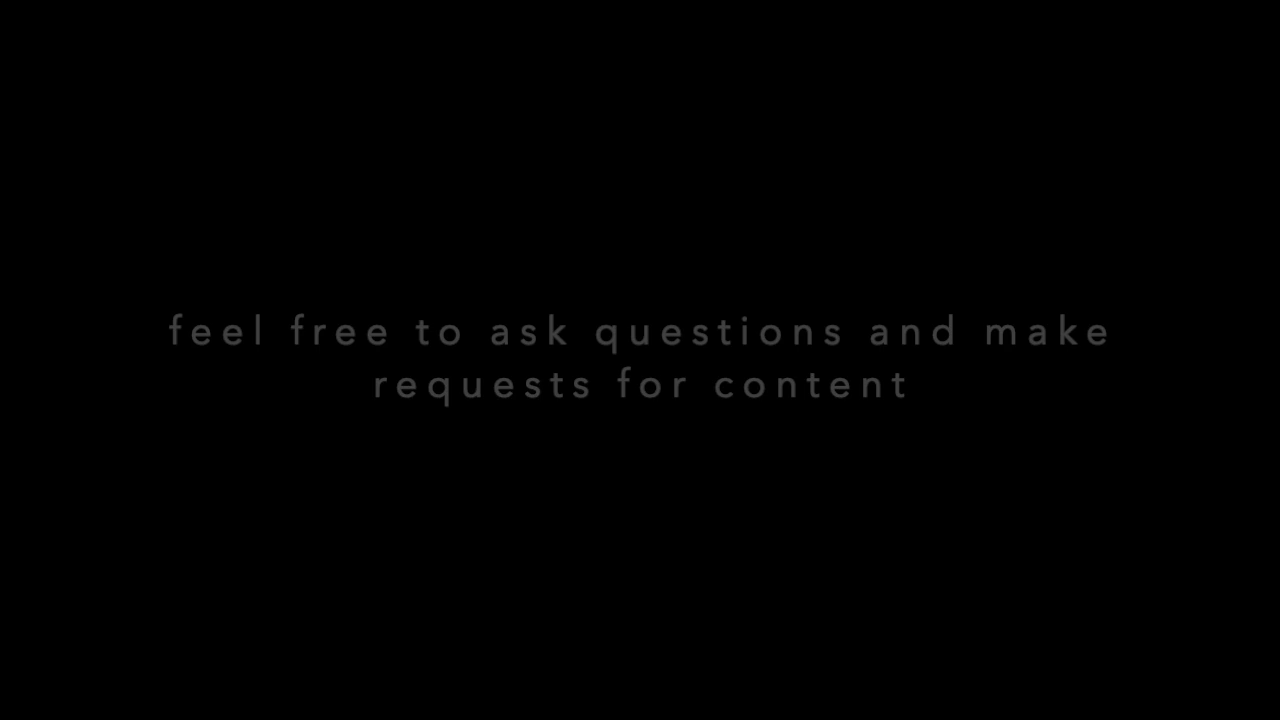 feel free to ask questions and make
requests for content